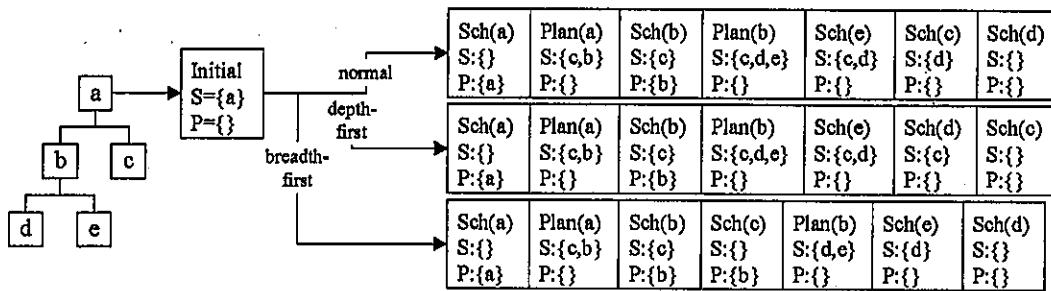 a
b
c
d
e
Initial
S={a}
P={}
normal
depth-
first
breadth-
first
Sch(a) Plan(a) Sch(b) Plan(b) Sch(e) Sch(c) Sch(d)
S:{} S:{c,b} S:{c} S:{c,d,e} S:{c,d} S:{d} S:{}
P:{a} P:{} P:{b} P:{} P:{} P:{} P:{}
Sch(a) Plan(a) Sch(b) Plan(b) Sch(e) Sch(d) Sch(c)
S:{} S:{c,b} S:{c} S:{c,d,e} S:{c,d} S:{c} S:{}
P:{a} P:{} P:{b} P:{} P:{} P:{} P:{}
Sch(a) Plan(a) Sch(b) Sch(c) Plan(b) Sch(e) Sch(d)
S:{} S:{c,b} S:{c} S:{} S:{d,e} S:{d} S:{}
P:{a} P:{} P:{b} P:{b} P:{} P:{} P:{}